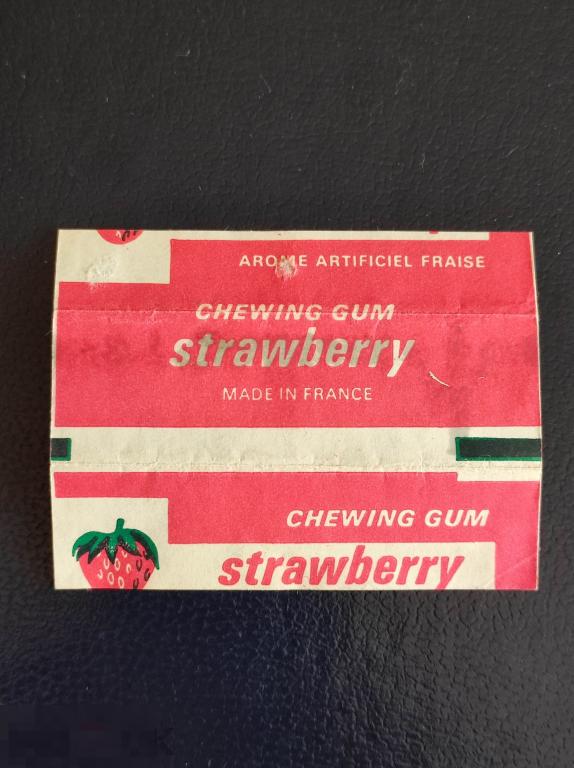 AROME ARTIFICIEL FRAISE
CHEWING GUM
strawberry
MADE IN FRANCE
CHEWING GUM
strawberry